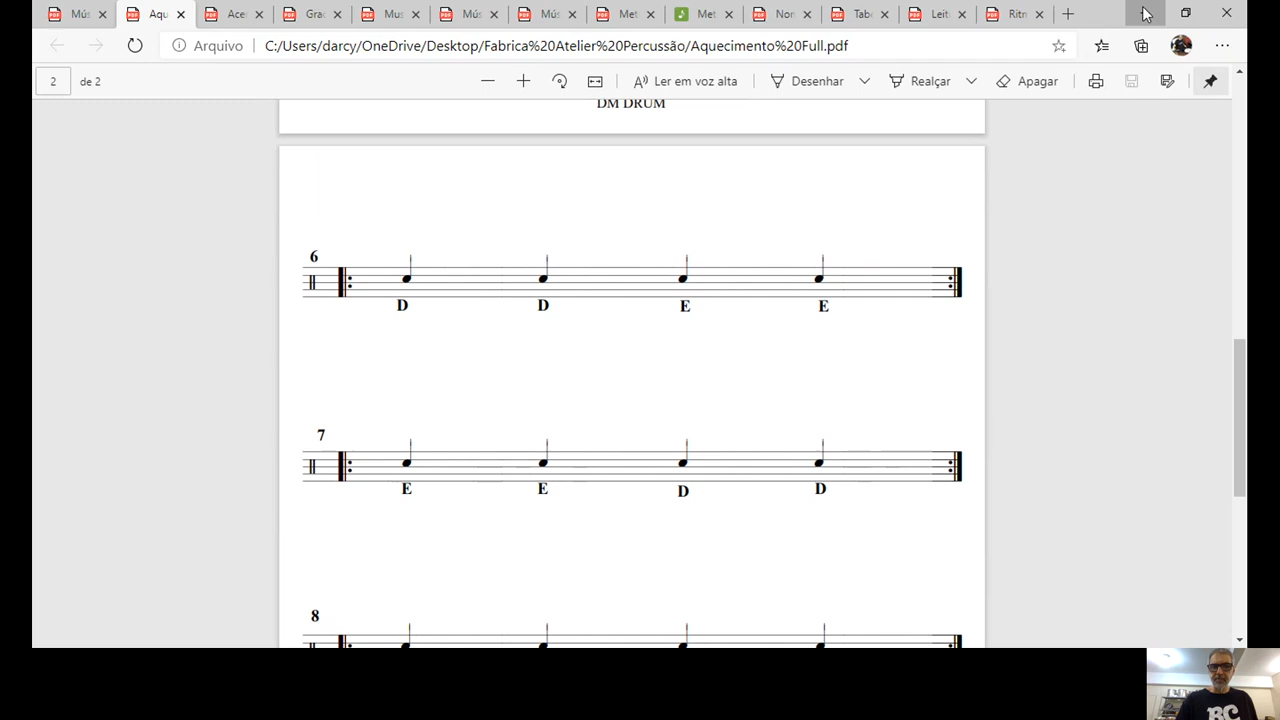 Mús Aqu Ace Gra Mus Mús Mús Met Met Nor Tabe Leit Ritr
Arquivo C:/Users/darcy/OneDrive/Desktop/Fabrica%20Atelier%20Percussão/Aquecimento%20Full.pdf
2 de 2 Ler em voz alta Desenhar Realçar Apagar
DM DRUM
6
D D E E
7
E E D D
8